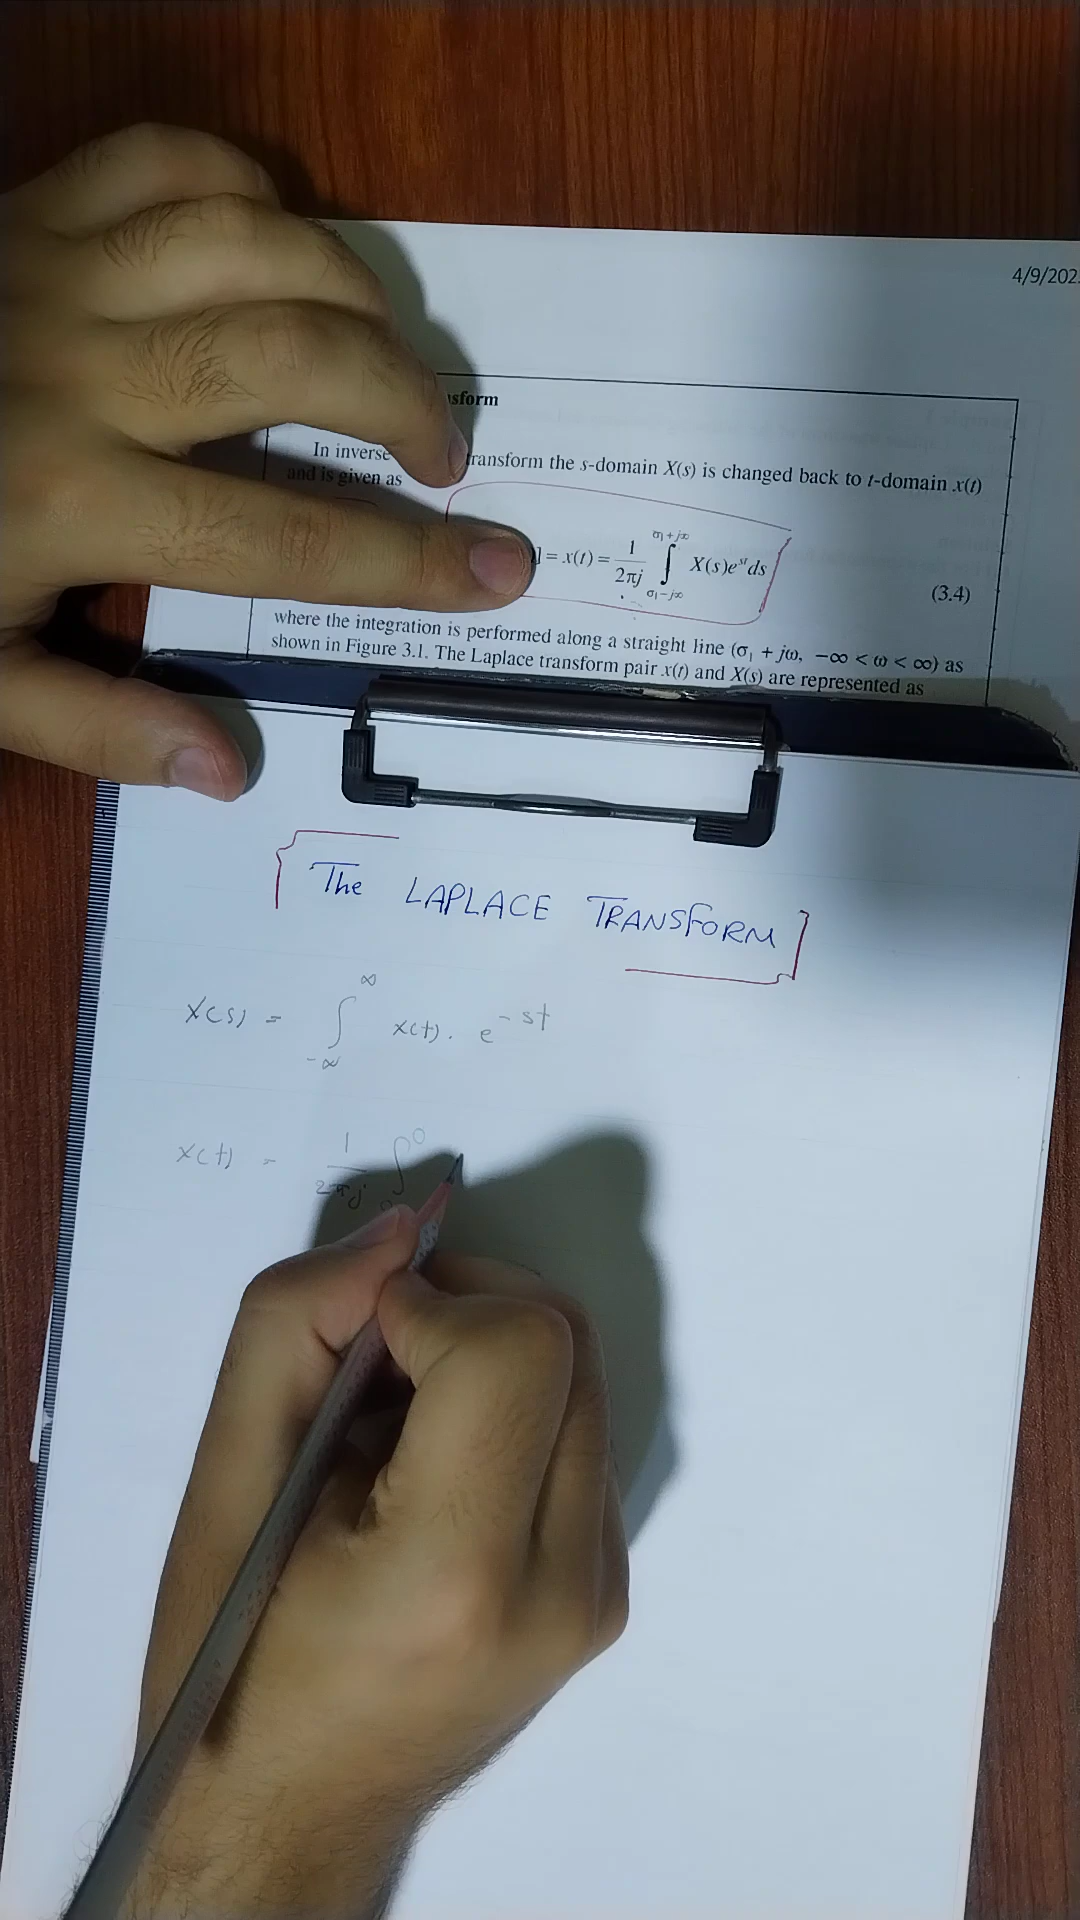 4/9/202
sform
In inverse transform the s-domain X(s) is changed back to t-domain x(t)
and is given as
] = x(t) = 1/2πj ∫_{σ₁−j∞}^{σ₁+j∞} X(s)e^{st}ds
(3.4)
where the integration is performed along a straight line (σ₁ + jω, −∞ < ω < ∞) as
shown in Figure 3.1. The Laplace transform pair x(t) and X(s) are represented as
The LAPLACE TRANSFORM
X(s) = ∫_{-∞}^{∞} x(t). e^{-st}
x(t) = 1/2πj ∫